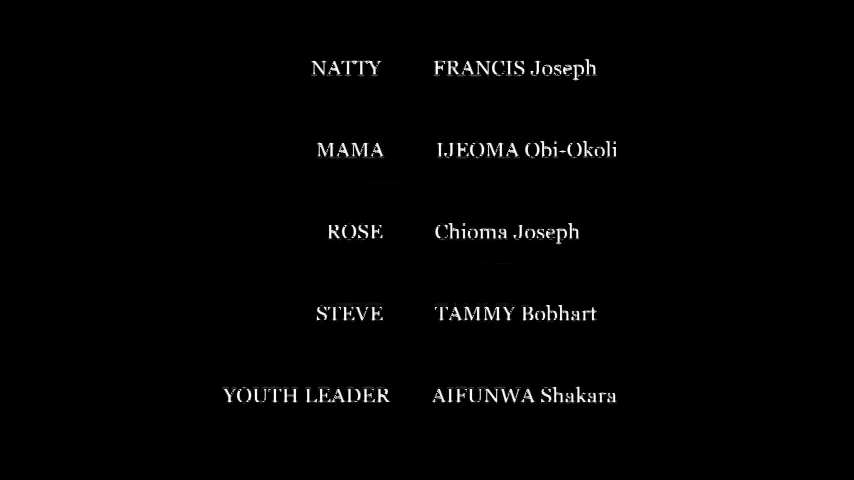 NATTY FRANCIS Joseph
MAMA IJEOMA Obi-Okoli
ROSE Chioma Joseph
STEVE TAMMY Bobhart
YOUTH LEADER AIFUNWA Shakara